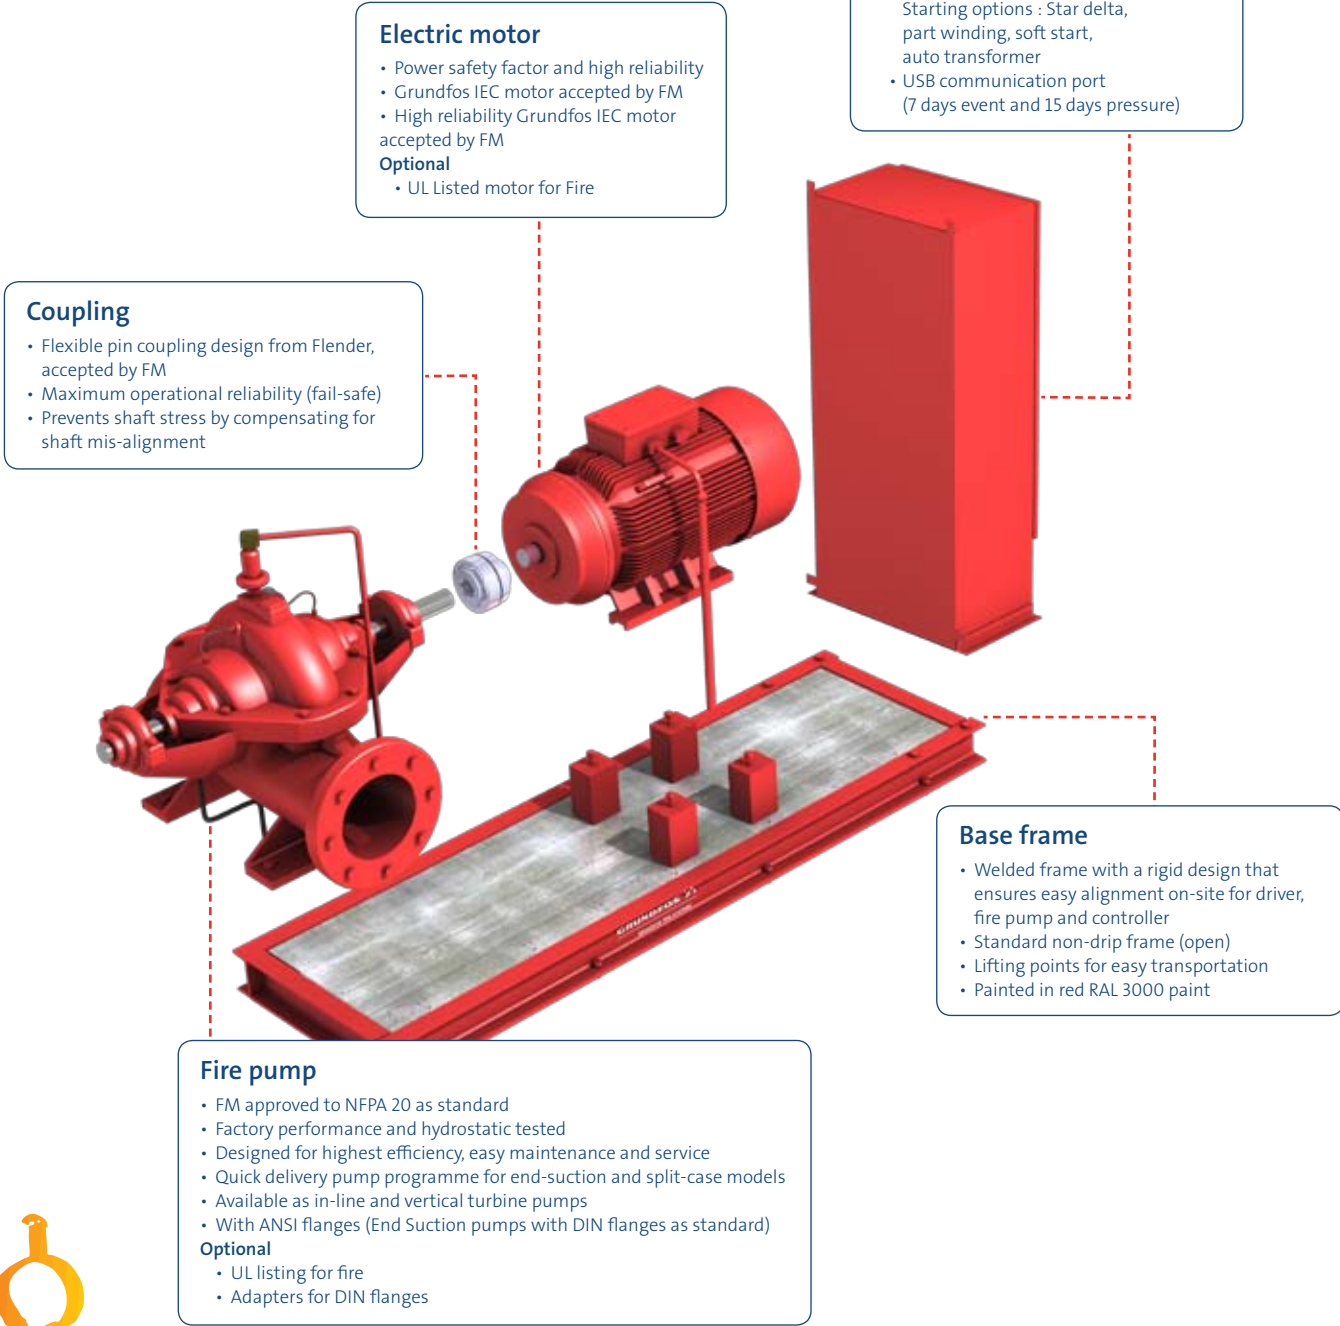 Starting options : Star delta,
part winding, soft start,
auto transformer
• USB communication port
(7 days event and 15 days pressure)
Electric motor
• Power safety factor and high reliability
• Grundfos IEC motor accepted by FM
• High reliability Grundfos IEC motor
accepted by FM
Optional
• UL Listed motor for Fire
Coupling
• Flexible pin coupling design from Flender,
accepted by FM
• Maximum operational reliability (fail-safe)
• Prevents shaft stress by compensating for
shaft mis-alignment
GRUNDFOS
Base frame
• Welded frame with a rigid design that
ensures easy alignment on-site for driver,
fire pump and controller
• Standard non-drip frame (open)
• Lifting points for easy transportation
• Painted in red RAL 3000 paint
Fire pump
• FM approved to NFPA 20 as standard
• Factory performance and hydrostatic tested
• Designed for highest efficiency, easy maintenance and service
• Quick delivery pump programme for end-suction and split-case models
• Available as in-line and vertical turbine pumps
• With ANSI flanges (End Suction pumps with DIN flanges as standard)
Optional
• UL listing for fire
• Adapters for DIN flanges